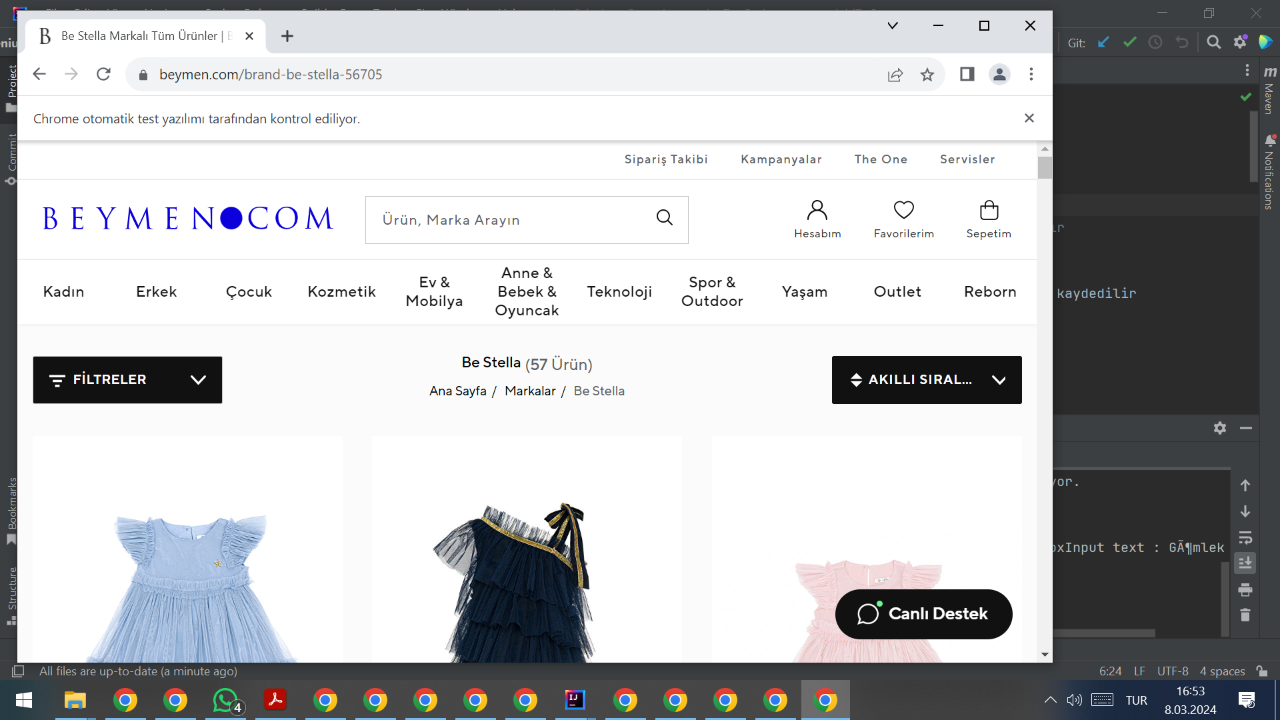 Be Stella Markalı Tüm Ürünler |
beymen.com/brand-be-stella-56705
Git:
Chrome otomatik test yazılımı tarafından kontrol ediliyor.
Sipariş Takibi Kampanyalar The One Servisler
BEYMEN COM
Ürün, Marka Arayın
Hesabım Favorilerim Sepetim
Kadın Erkek Çocuk Kozmetik Ev & Mobilya Anne & Bebek & Oyuncak Teknoloji Spor & Outdoor Yaşam Outlet Reborn
FİLTRELER
Be Stella (57 Ürün)
AKILLI SIRAL...
Ana Sayfa / Markalar / Be Stella
Canlı Destek
Project
Commit
Bookmarks
Structure
m
Maven
Notifications
kaydedilir
text : GÃ¶mlek
All files are up-to-date (a minute ago)
6:24 LF UTF-8 4 spaces
4
TUR
16:53
8.03.2024